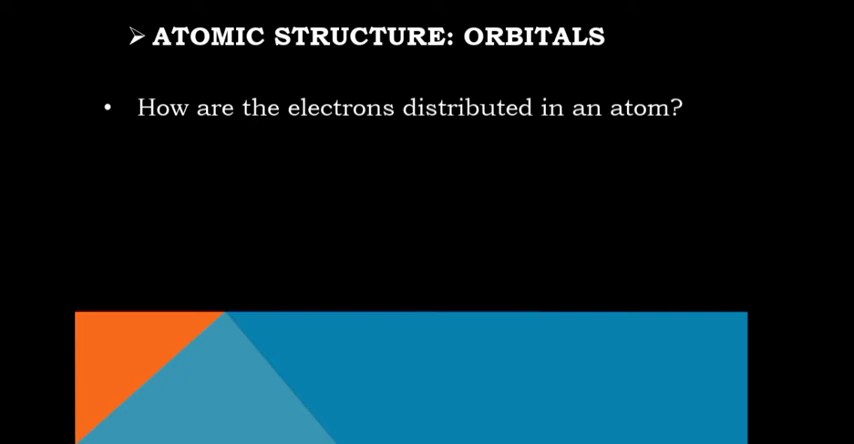 ➢ ATOMIC STRUCTURE: ORBITALS
• How are the electrons distributed in an atom?